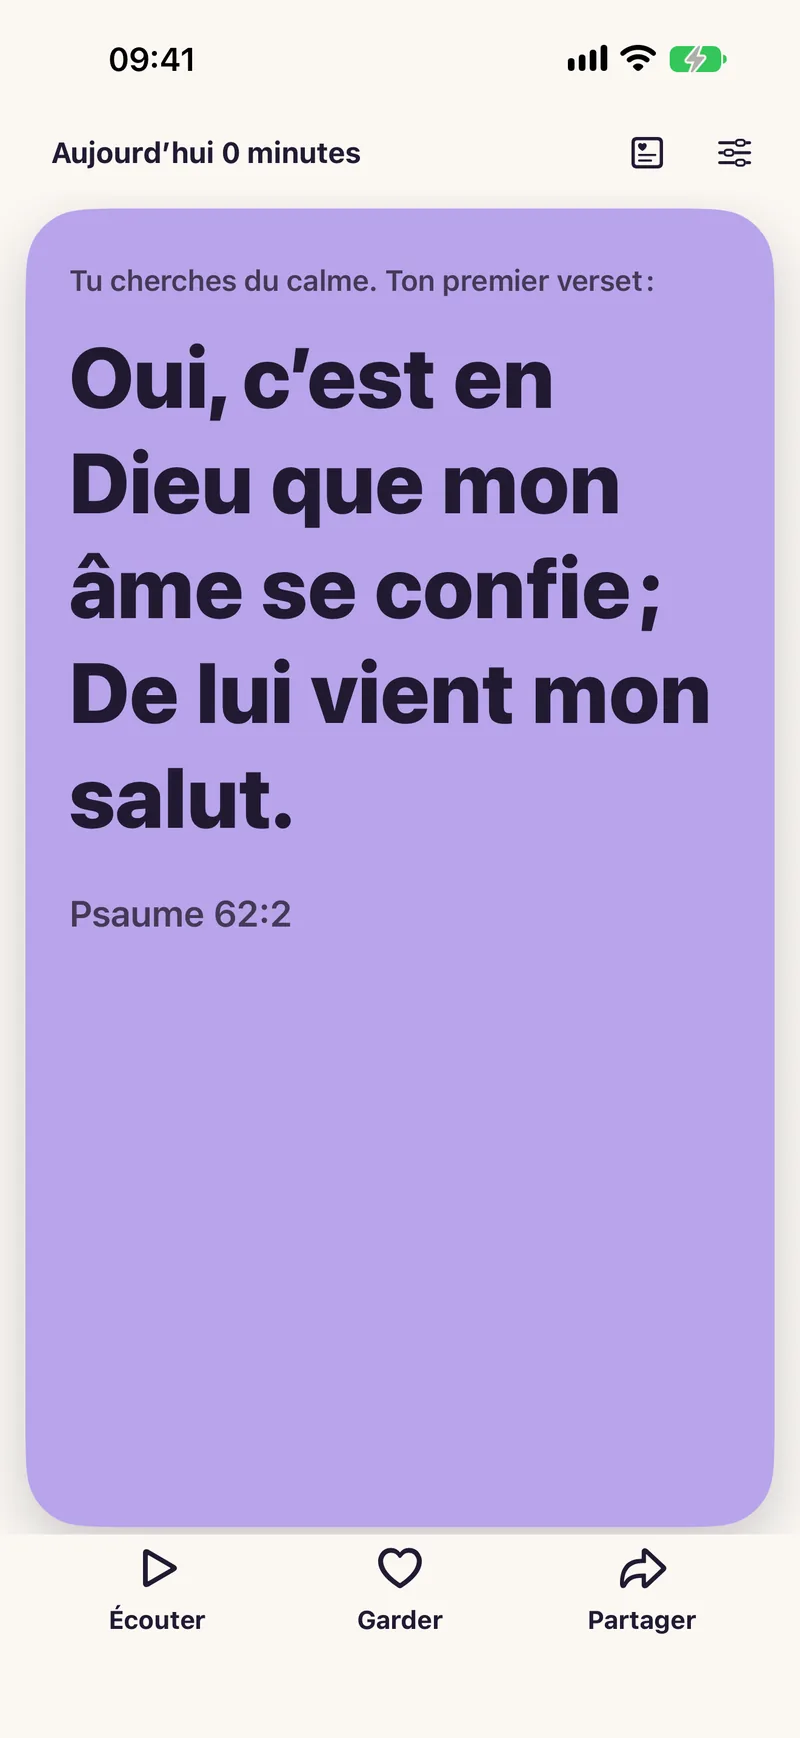 09:41
Aujourd’hui 0 minutes
Tu cherches du calme. Ton premier verset :
Oui, c’est en
Dieu que mon
âme se confie ;
De lui vient mon
salut.
Psaume 62:2
Écouter
Garder
Partager